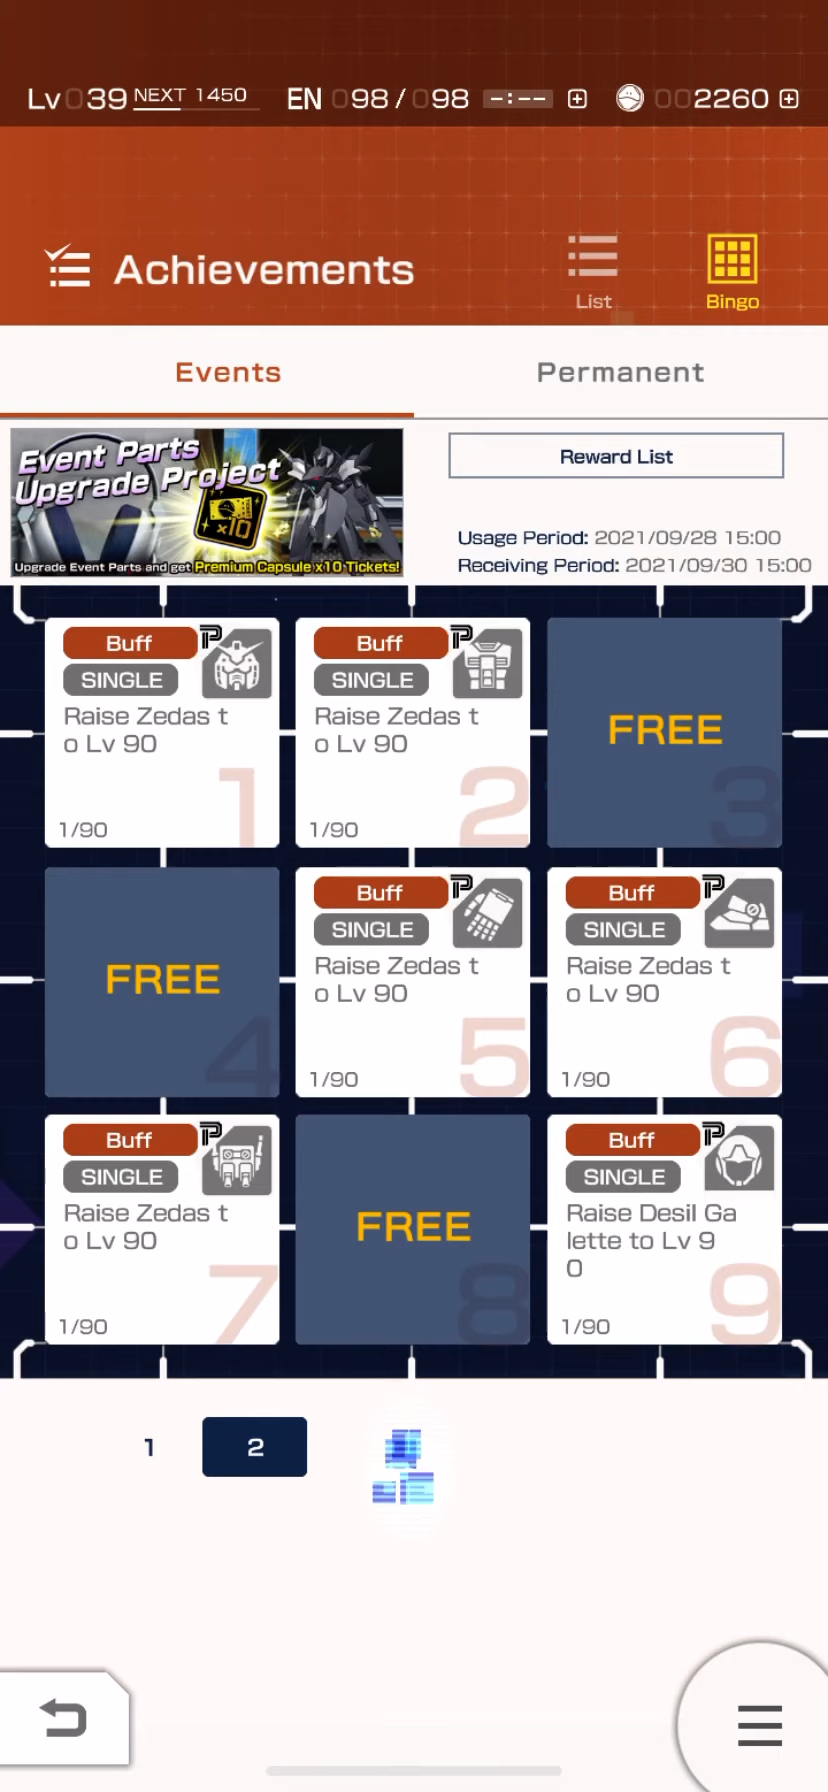 Lv 039 NEXT 1450 EN 098 / 098 -:-- 002260
Achievements
List
Bingo
Events
Permanent
Event Parts
Upgrade Project
x10
Upgrade Event Parts and get Premium Capsule x10 Tickets!
Reward List
Usage Period: 2021/09/28 15:00
Receiving Period: 2021/09/30 15:00
Buff
SINGLE
Raise Zedas t
o Lv 90
1/90
1
Buff
SINGLE
Raise Zedas t
o Lv 90
1/90
2
FREE
3
FREE
4
Buff
SINGLE
Raise Zedas t
o Lv 90
1/90
5
Buff
SINGLE
Raise Zedas t
o Lv 90
1/90
6
Buff
SINGLE
Raise Zedas t
o Lv 90
1/90
7
FREE
8
Buff
SINGLE
Raise Desil Ga
lette to Lv 9
0
1/90
9
1
2